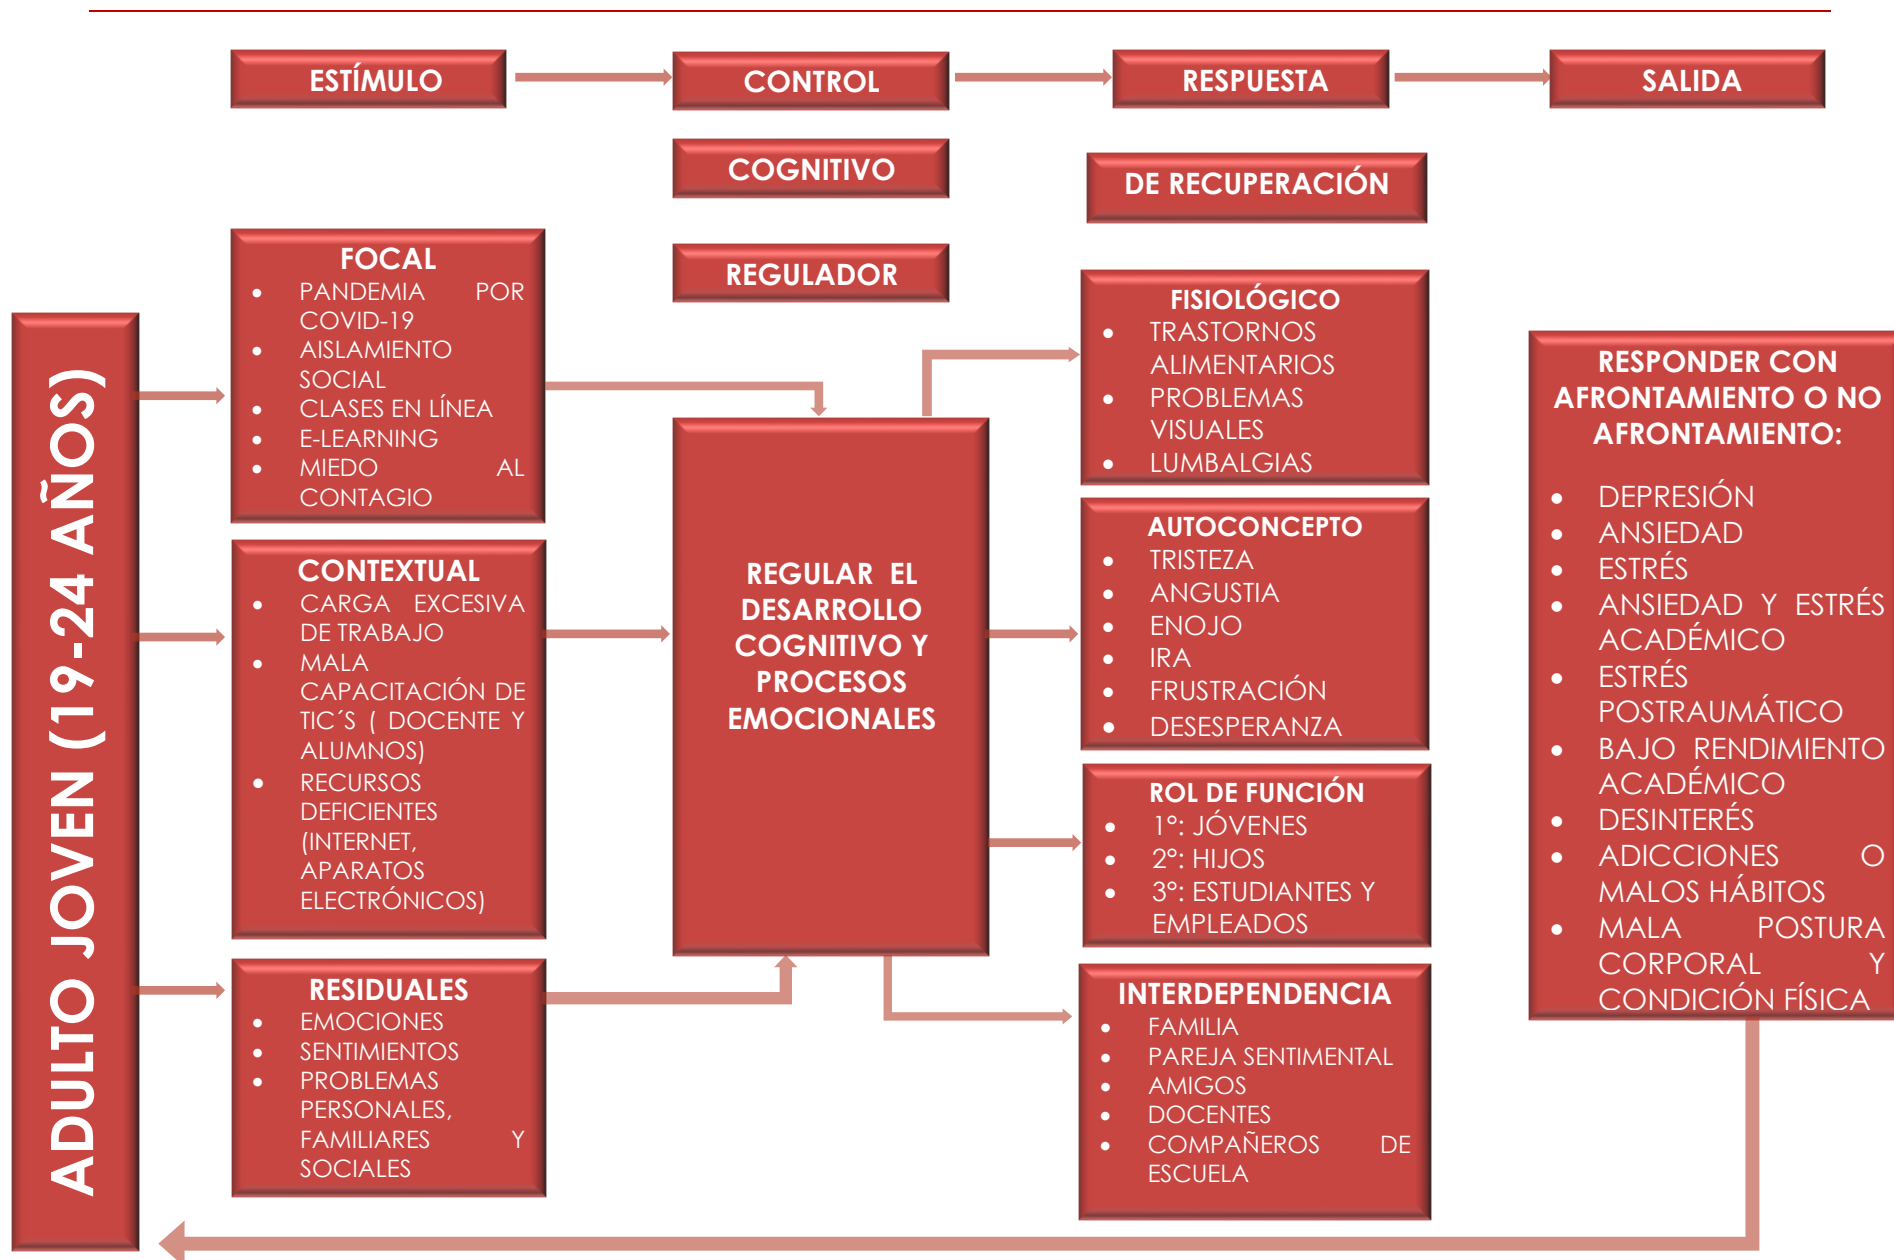 ESTÍMULO
CONTROL
RESPUESTA
SALIDA
COGNITIVO
DE RECUPERACIÓN
REGULADOR
ADULTO JOVEN (19-24 AÑOS)
FOCAL
• PANDEMIA POR
COVID-19
• AISLAMIENTO
SOCIAL
• CLASES EN LÍNEA
• E-LEARNING
• MIEDO AL
CONTAGIO
CONTEXTUAL
• CARGA EXCESIVA
DE TRABAJO
• MALA
CAPACITACIÓN DE
TIC´S ( DOCENTE Y
ALUMNOS)
• RECURSOS
DEFICIENTES
(INTERNET,
APARATOS
ELECTRÓNICOS)
RESIDUALES
• EMOCIONES
• SENTIMIENTOS
• PROBLEMAS
PERSONALES,
FAMILIARES Y
SOCIALES
REGULAR EL
DESARROLLO
COGNITIVO Y
PROCESOS
EMOCIONALES
FISIOLÓGICO
• TRASTORNOS
ALIMENTARIOS
• PROBLEMAS
VISUALES
• LUMBALGIAS
AUTOCONCEPTO
• TRISTEZA
• ANGUSTIA
• ENOJO
• IRA
• FRUSTRACIÓN
• DESESPERANZA
ROL DE FUNCIÓN
• 1°: JÓVENES
• 2°: HIJOS
• 3°: ESTUDIANTES Y
EMPLEADOS
INTERDEPENDENCIA
• FAMILIA
• PAREJA SENTIMENTAL
• AMIGOS
• DOCENTES
• COMPAÑEROS DE
ESCUELA
RESPONDER CON
AFRONTAMIENTO O NO
AFRONTAMIENTO:
• DEPRESIÓN
• ANSIEDAD
• ESTRÉS
• ANSIEDAD Y ESTRÉS
ACADÉMICO
• ESTRÉS
POSTRAUMÁTICO
• BAJO RENDIMIENTO
ACADÉMICO
• DESINTERÉS
• ADICCIONES O
MALOS HÁBITOS
• MALA POSTURA
CORPORAL Y
CONDICIÓN FÍSICA